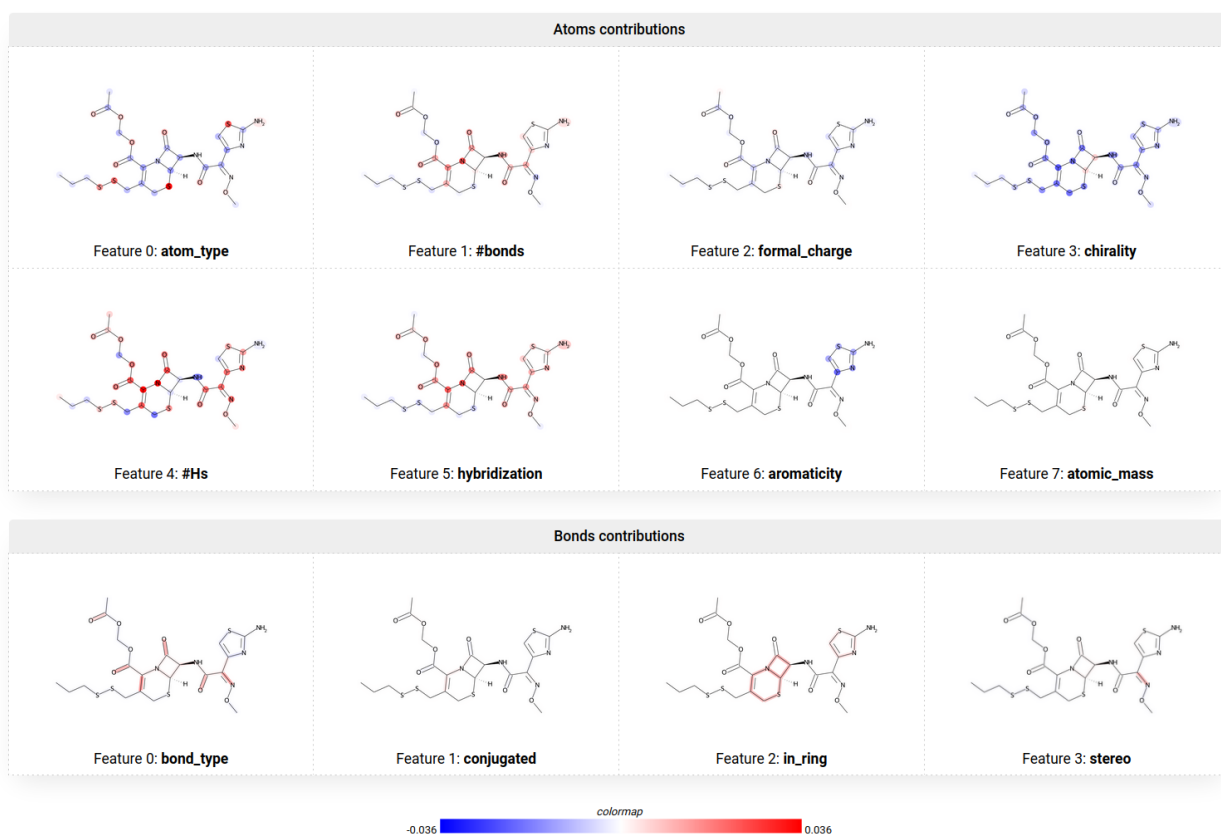 Atoms contributions
Feature 0: atom_type
Feature 1: #bonds
Feature 2: formal_charge
Feature 3: chirality
Feature 4: #Hs
Feature 5: hybridization
Feature 6: aromaticity
Feature 7: atomic_mass
Bonds contributions
Feature 0: bond_type
Feature 1: conjugated
Feature 2: in_ring
Feature 3: stereo
colormap
-0.036 0.036